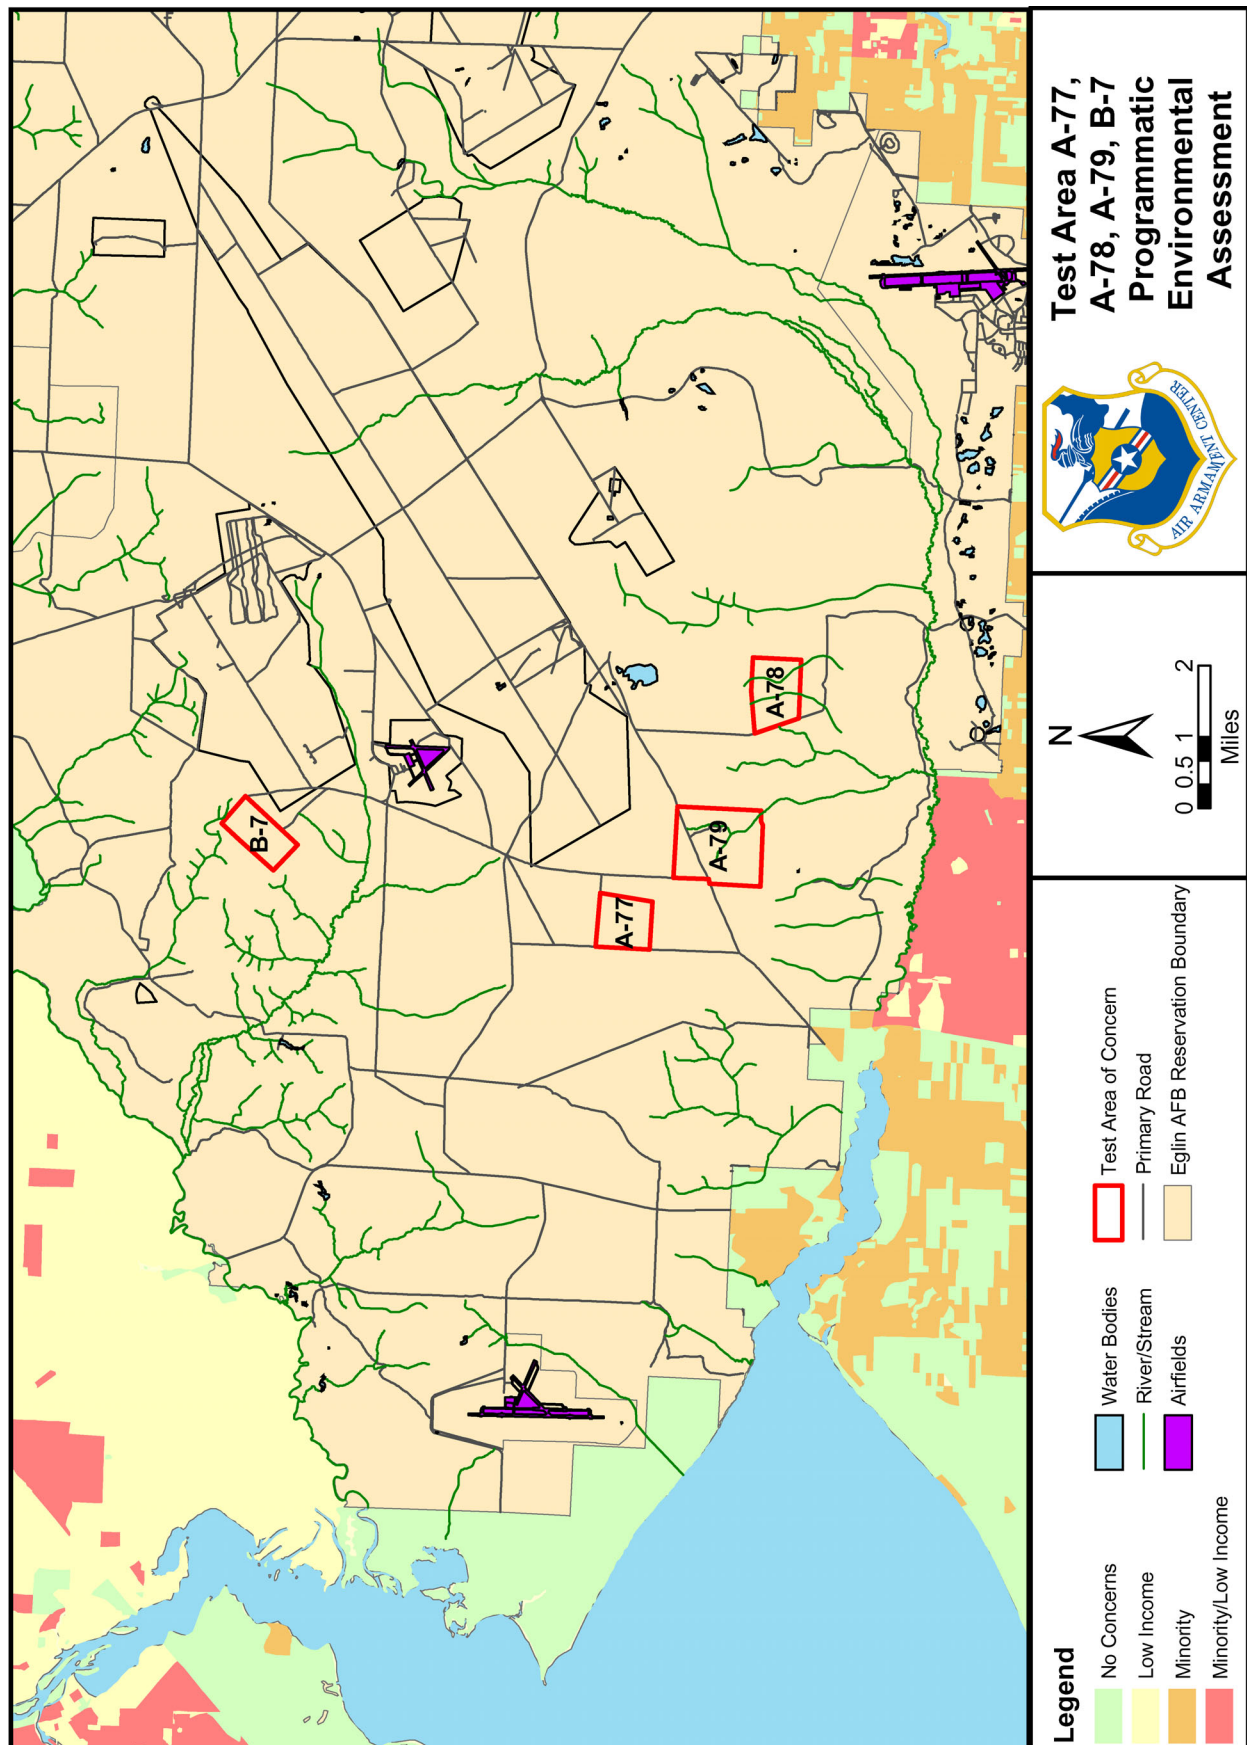 B-7
A-77
A-79
A-78
Legend
No Concerns
Low Income
Minority
Minority/Low Income
Water Bodies
River/Stream
Airfields
Test Area of Concern
Primary Road
Eglin AFB Reservation Boundary
N
0 0.5 1 2
Miles
AIR ARMAMENT CENTER
Test Area A-77,
A-78, A-79, B-7
Programmatic
Environmental
Assessment